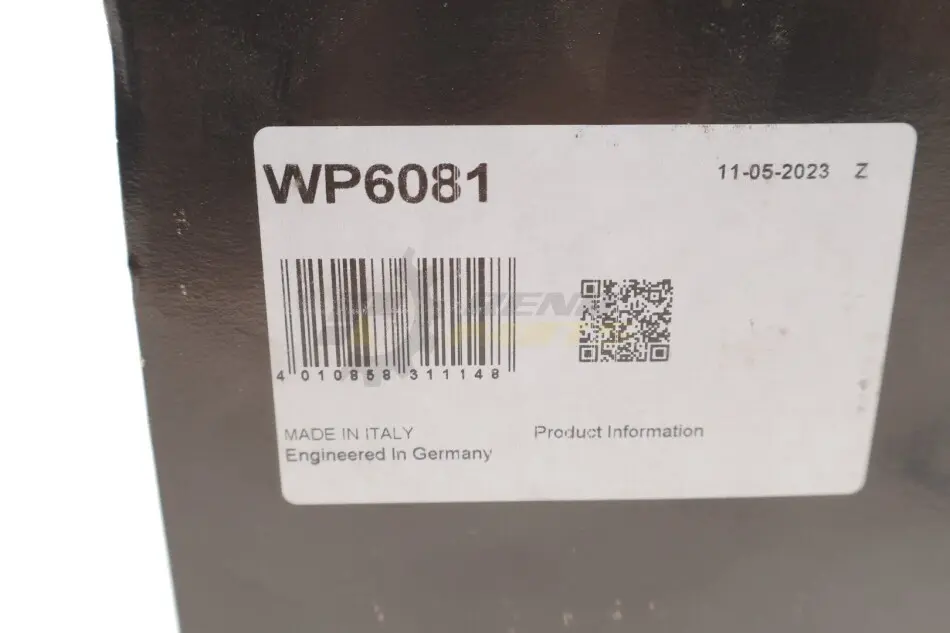 WP6081
11-05-2023 Z
4 010858 311148
MADE IN ITALY
Engineered In Germany
Product Information